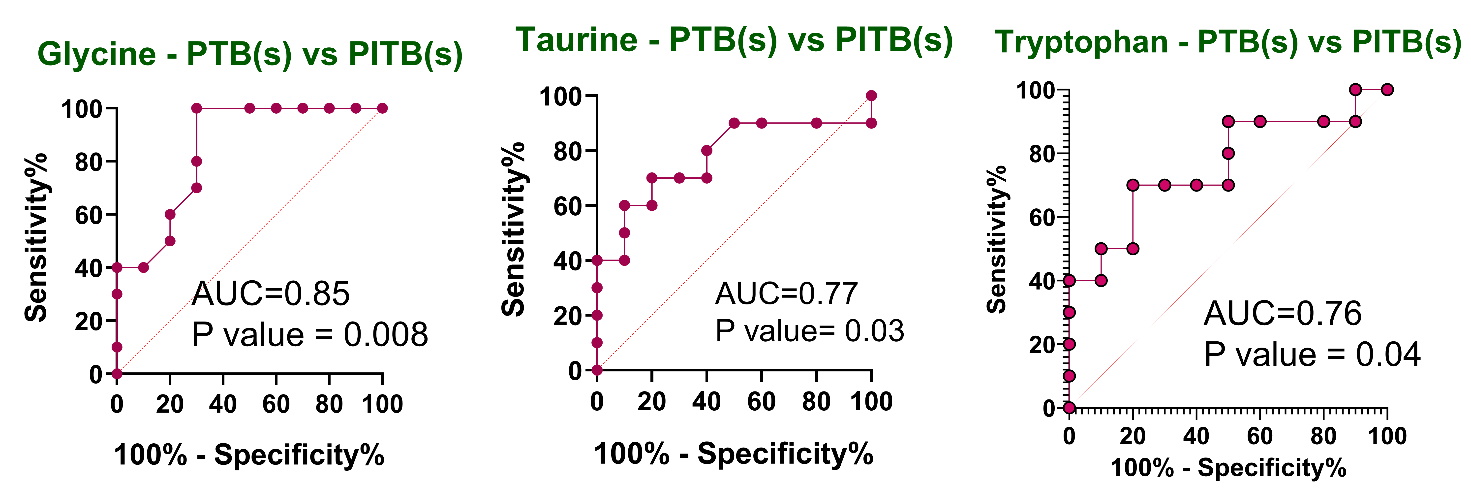 Glycine - PTB(s) vs PITB(s)
100
80
60
40
20
0
Sensitivity%
AUC=0.85
P value = 0.008
0 20 40 60 80 100
100% - Specificity%
Taurine - PTB(s) vs PITB(s)
100
80
60
40
20
0
Sensitivity%
AUC=0.77
P value= 0.03
0 20 40 60 80 100
100% - Specificity%
Tryptophan - PTB(s) vs PITB(s)
100
80
60
40
20
0
Sensitivity%
AUC=0.76
P value = 0.04
0 20 40 60 80 100
100% - Specificity%